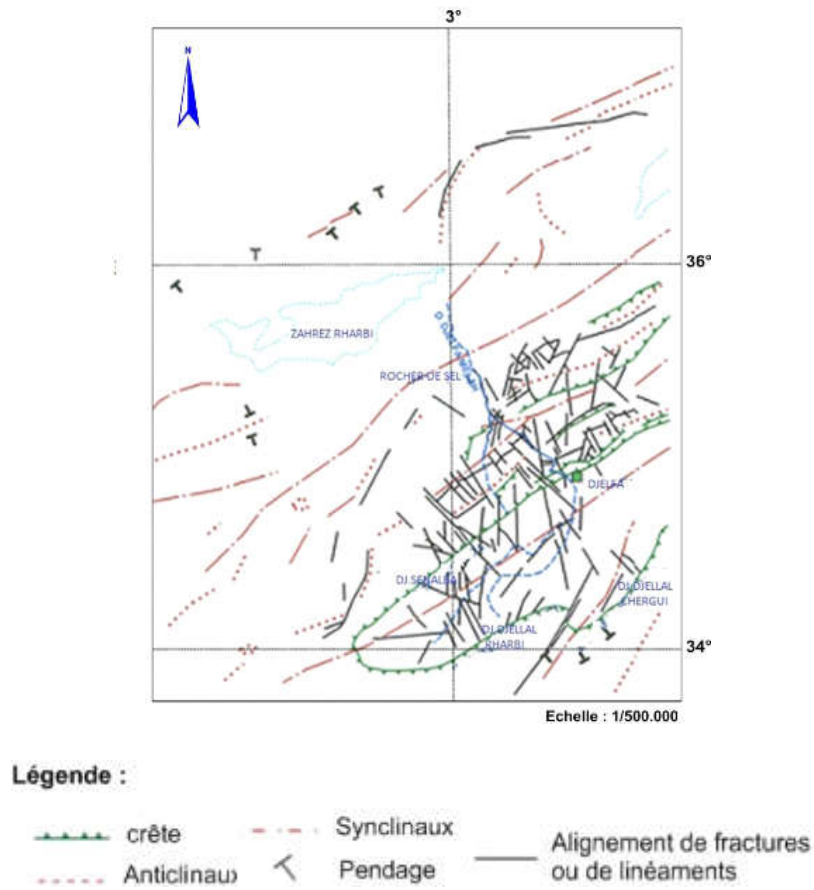 3°
N
36°
ZAHREZ RHARBI
ROCHER DE SEL
DJELFA
DJ.SENALBA
DJ.DJELLAL
CHERGUI
DJ.DJELLAL
RHARBI
34°
Echelle : 1/500.000
Légende :
crête
Synclinaux
Alignement de fractures
ou de linéaments
Anticlinaux
Pendage